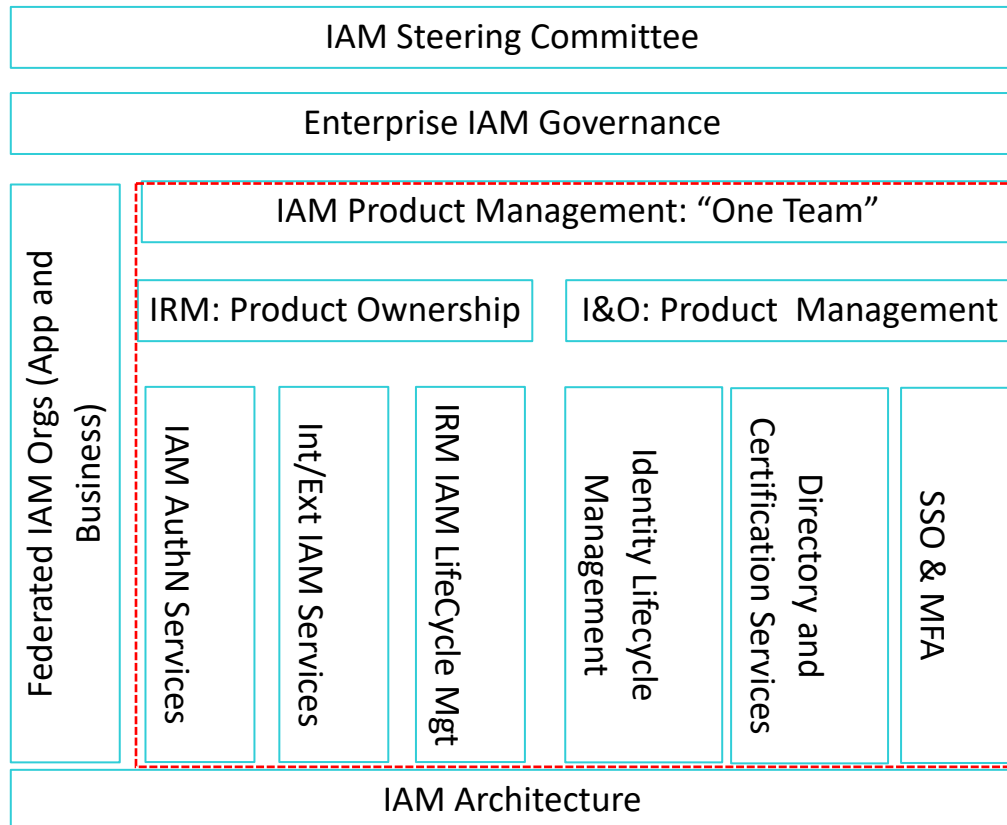 IAM Steering Committee
Enterprise IAM Governance
Federated IAM Orgs (App and
Business)
IAM Product Management: “One Team”
IRM: Product Ownership
I&O: Product  Management
IAM AuthN Services
Int/Ext IAM Services
IRM IAM LifeCycle Mgt
Identity Lifecycle
Management
Directory and
Certification Services
SSO & MFA
IAM Architecture